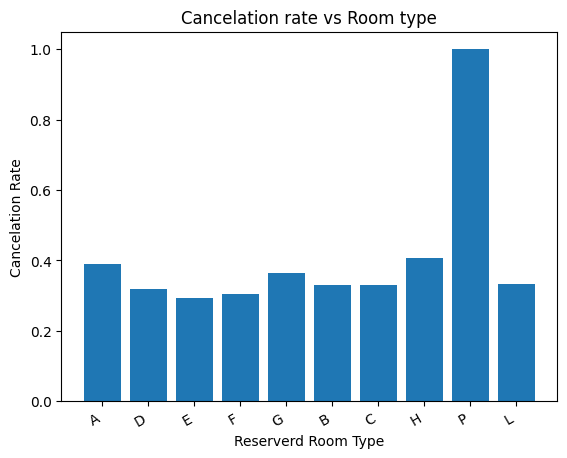 Cancelation rate vs Room type
Cancelation Rate
1.0
0.8
0.6
0.4
0.2
0.0
A D E F G B C H P L
Reserverd Room Type